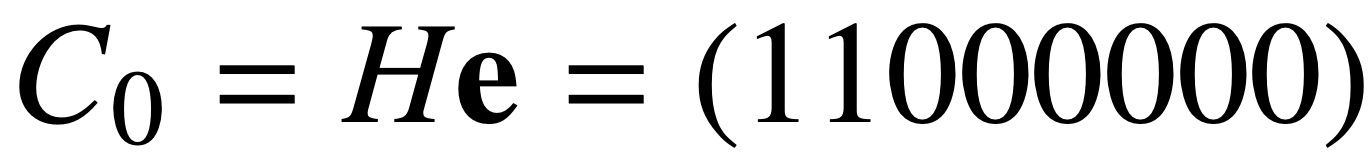 C₀ = He = (11000000)